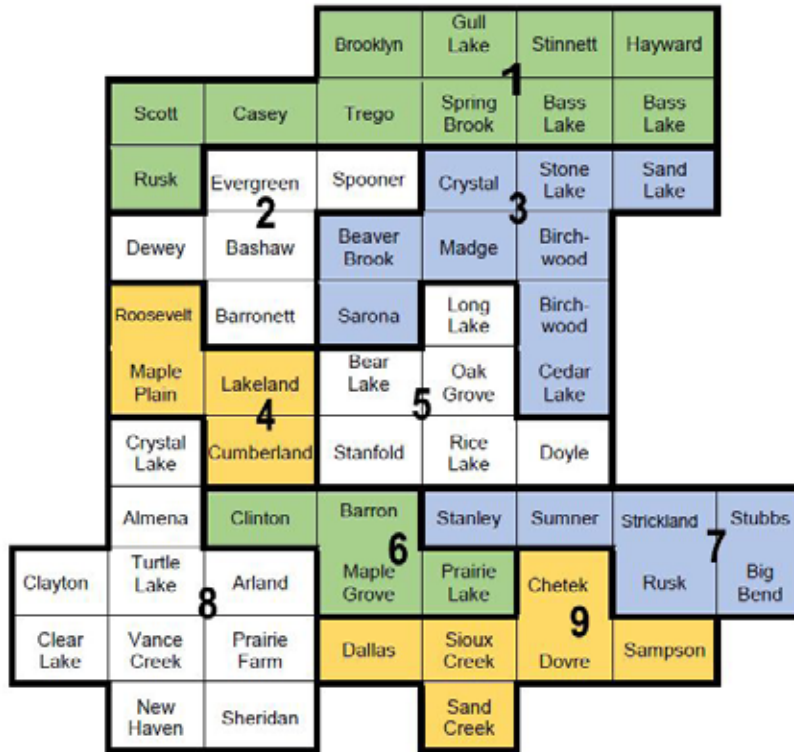 Brooklyn Gull Lake Stinnett Hayward
1
Scott Casey Trego Spring Brook Bass Lake Bass Lake
Rusk Evergreen Spooner Crystal Stone Lake Sand Lake
2 3
Dewey Bashaw Beaver Brook Madge Birch-wood
Roosevelt Barronett Sarona Long Lake Birch-wood
Maple Plain Lakeland Bear Lake Oak Grove Cedar Lake
4 5
Crystal Lake Cumberland Stanfold Rice Lake Doyle
Almena Clinton Barron Stanley Sumner Strickland Stubbs
6 7
Clayton Turtle Lake Arland Maple Grove Prairie Lake Chetek Rusk Big Bend
8 9
Clear Lake Vance Creek Prairie Farm Dallas Sioux Creek Dovre Sampson
New Haven Sheridan Sand Creek